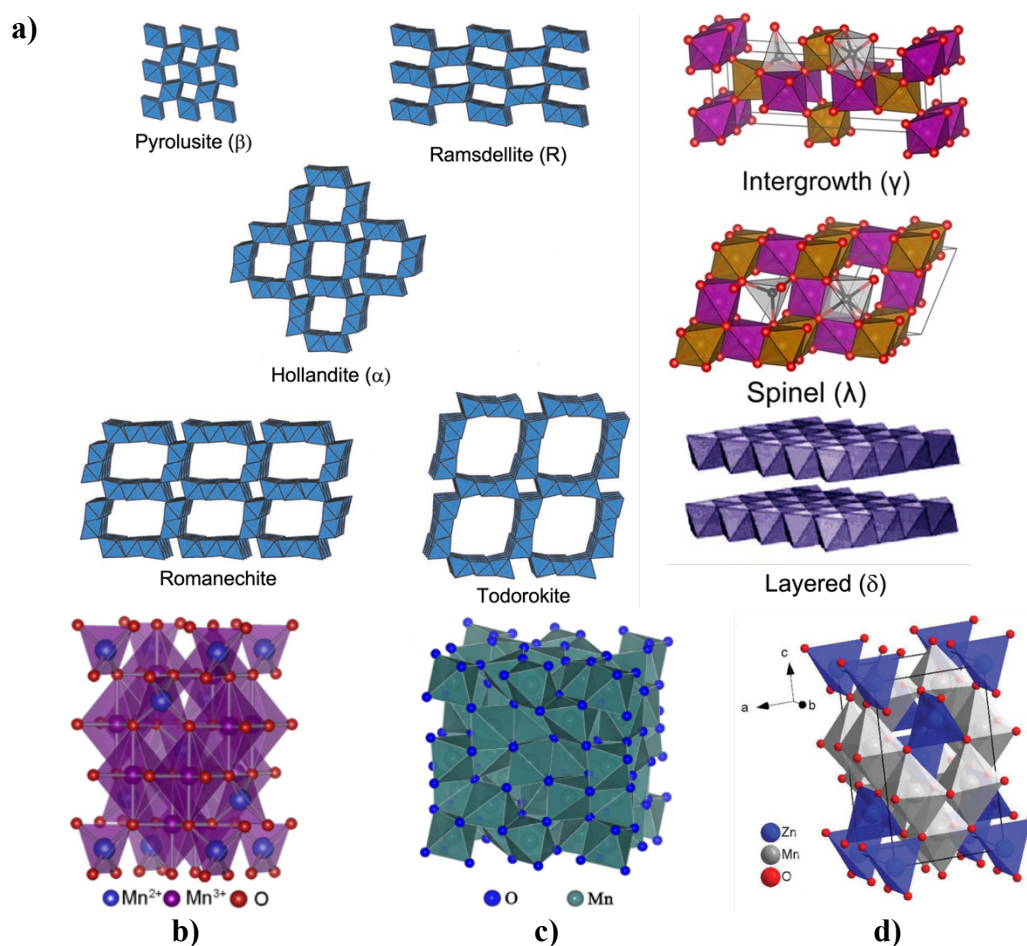 a)
Pyrolusite (β)
Ramsdellite (R)
Intergrowth (γ)
Hollandite (α)
Spinel (λ)
Romanechite
Todorokite
Layered (δ)
c
a
b
Zn
Mn
O
Mn2+ Mn3+ O
O Mn
b)
c)
d)